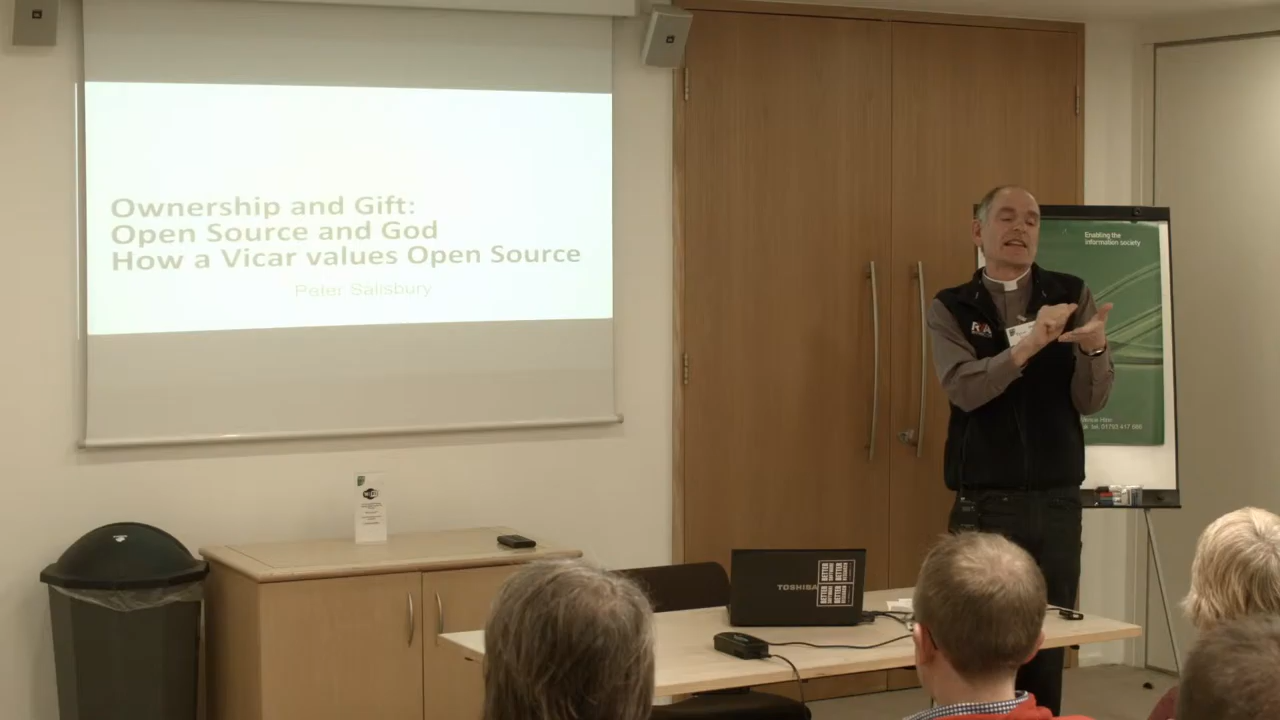 Ownership and Gift:
Open Source and God
How a Vicar values Open Source
Peter Salisbury
Enabling the
information society
TOSHIBA